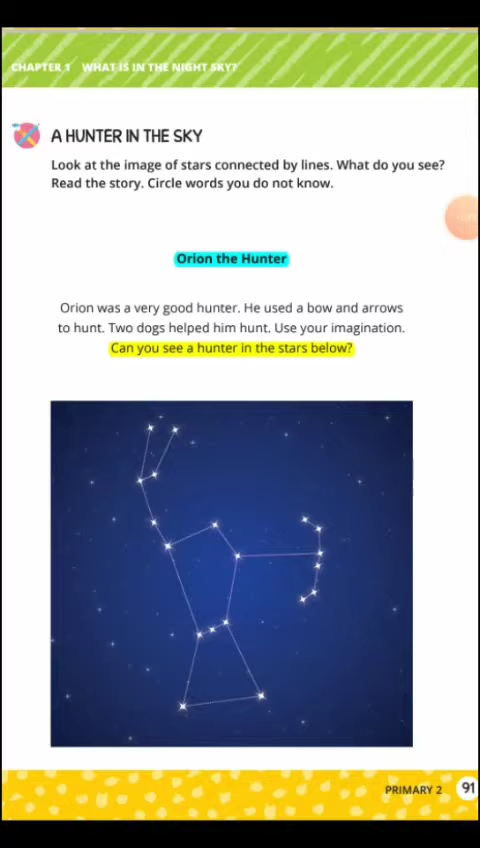 CHAPTER 1 WHAT IS IN THE NIGHT SKY?
A HUNTER IN THE SKY
Look at the image of stars connected by lines. What do you see?
Read the story. Circle words you do not know.
Orion the Hunter
Orion was a very good hunter. He used a bow and arrows
to hunt. Two dogs helped him hunt. Use your imagination.
Can you see a hunter in the stars below?
PRIMARY 2 91